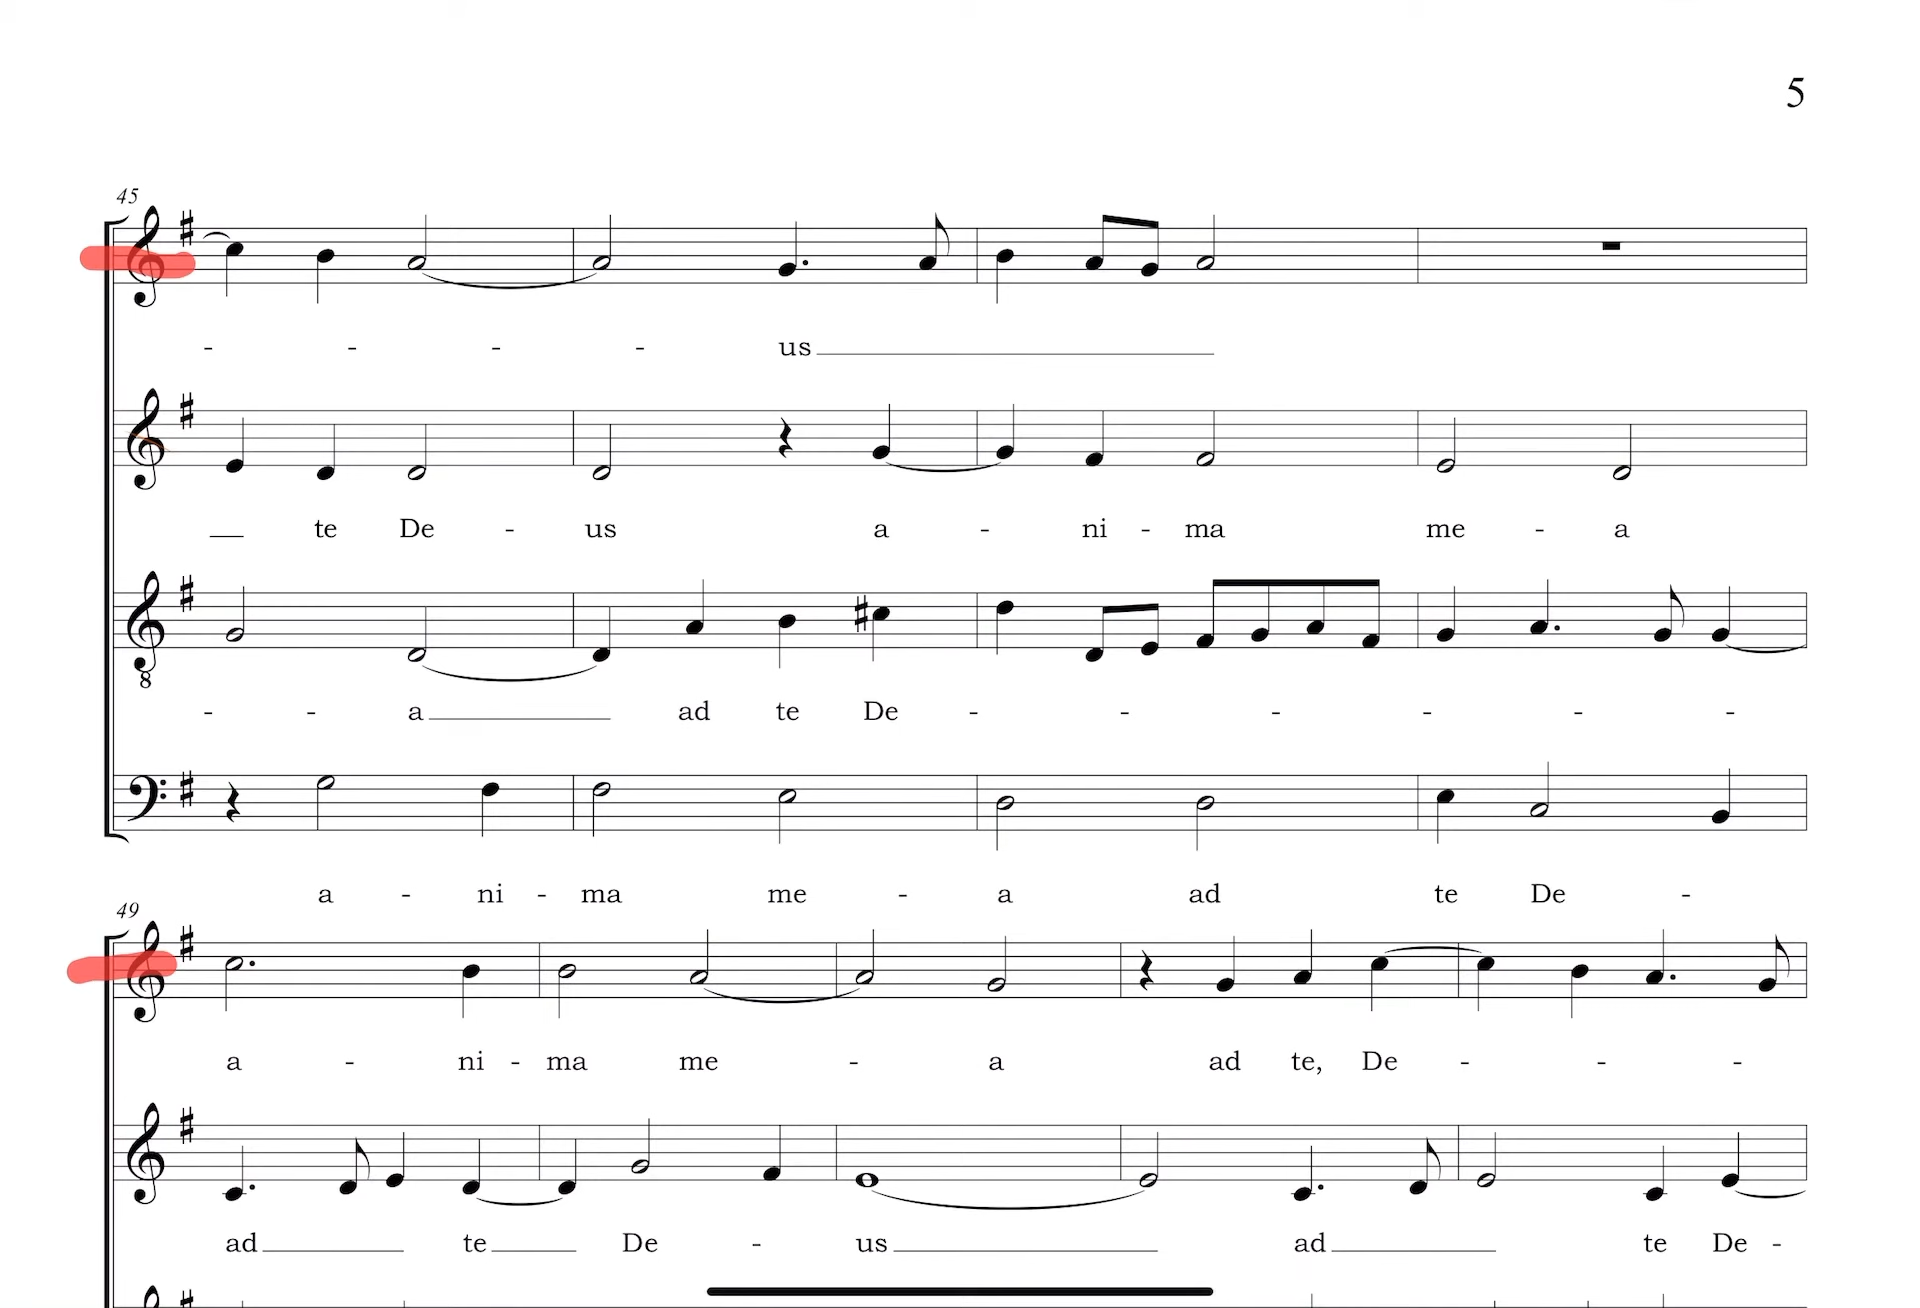 5
45
- - - - us
te De - us a - ni - ma me - a
8
- - a ad te De - - - - - -
a - ni - ma me - a ad te De -
49
a - ni - ma me - a ad te, De - - -
ad te De - us ad te De -